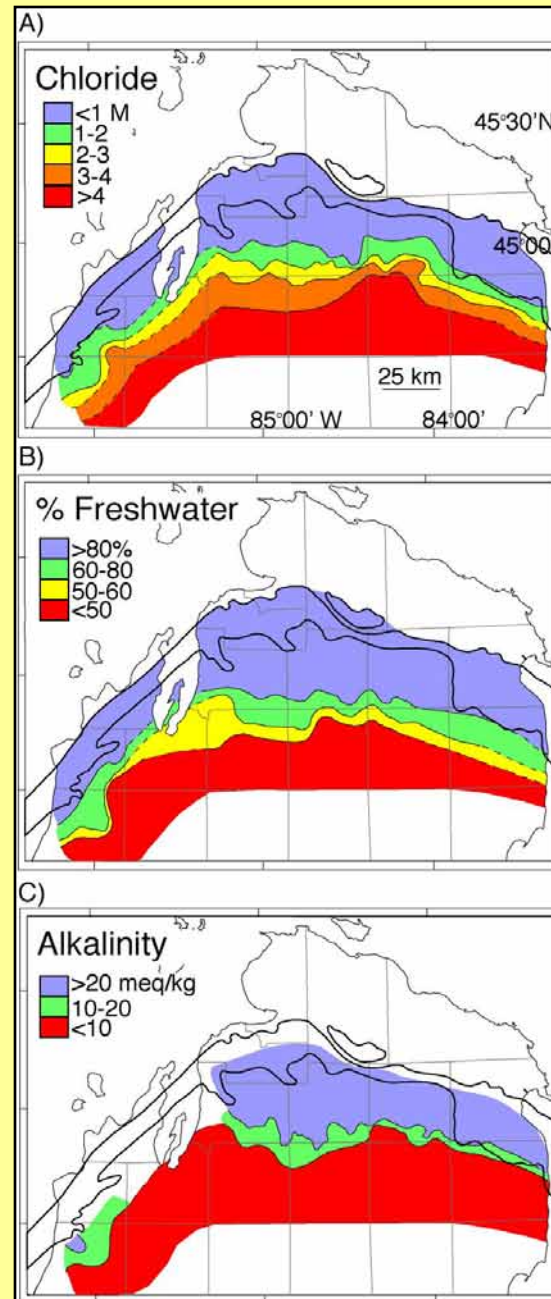 A)
Chloride
<1 M
1-2
2-3
3-4
>4
45°30'N
45°00'
25 km
85°00' W
84°00'
B)
% Freshwater
>80%
60-80
50-60
<50
C)
Alkalinity
>20 meq/kg
10-20
<10